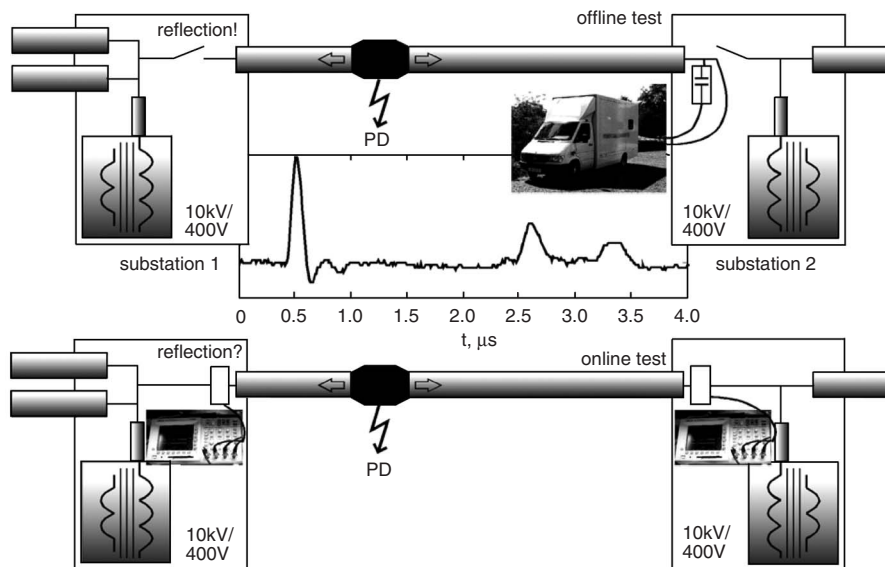 reflection!
offline test
PD
10kV/
400V
10kV/
400V
substation 1
substation 2
0 0.5 1.0 1.5 2.0 2.5 3.0 3.5 4.0
t, μs
reflection?
online test
PD
10kV/
400V
10kV/
400V